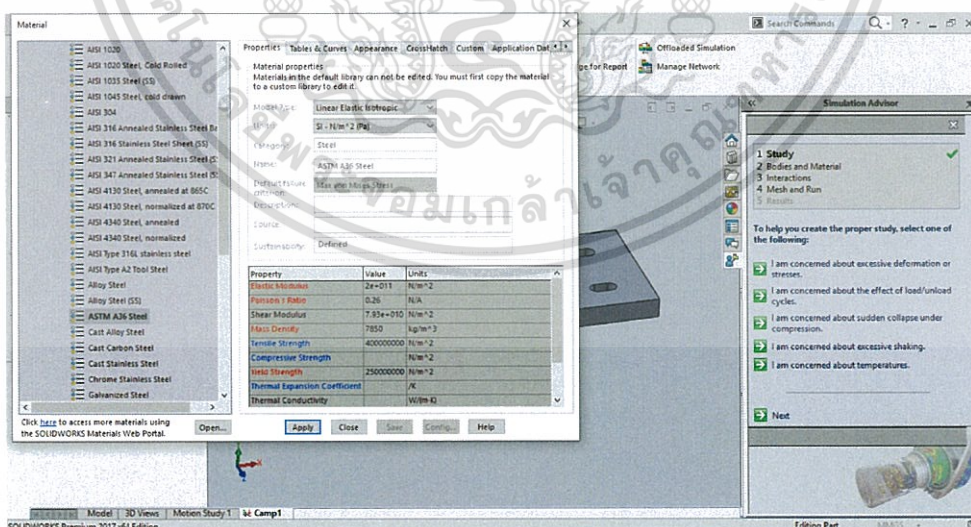 Material
AISI 1020
AISI 1020 Steel, Cold Rolled
AISI 1035 Steel (SS)
AISI 1045 Steel, cold drawn
AISI 304
AISI 316 Annealed Stainless Steel Ba
AISI 316 Stainless Steel Sheet (SS)
AISI 321 Annealed Stainless Steel (S
AISI 347 Annealed Stainless Steel (S
AISI 4130 Steel, annealed at 865C
AISI 4130 Steel, normalized at 870C
AISI 4340 Steel, annealed
AISI 4340 Steel, normalized
AISI Type 316L stainless steel
AISI Type A2 Tool Steel
Alloy Steel
Alloy Steel (SS)
ASTM A36 Steel
Cast Alloy Steel
Cast Carbon Steel
Cast Stainless Steel
Chrome Stainless Steel
Galvanized Steel
Click here to access more materials using
the SOLIDWORKS Materials Web Portal.
Open...
Properties Tables & Curves Appearance CrossHatch Custom Application Dat
Material properties
Materials in the default library can not be edited. You must first copy the material
to a custom library to edit it.
Model Type: Linear Elastic Isotropic
Units: SI - N/m^2 (Pa)
Category: Steel
Name: ASTM A36 Steel
Default failure criterion: Max von Mises Stress
Description:
Source:
Sustainability: Defined
Property Value Units
Elastic Modulus 2e+011 N/m^2
Poisson's Ratio 0.26 N/A
Shear Modulus 7.93e+010 N/m^2
Mass Density 7850 kg/m^3
Tensile Strength 400000000 N/m^2
Compressive Strength N/m^2
Yield Strength 250000000 N/m^2
Thermal Expansion Coefficient /K
Thermal Conductivity W/(m·K)
Apply Close Save Config... Help
Search Commands
Offloaded Simulation
Manage Network
ge for Report
Simulation Advisor
1 Study
2 Bodies and Material
3 Interactions
4 Mesh and Run
5 Results
To help you create the proper study, select one of
the following:
I am concerned about excessive deformation or
stresses.
I am concerned about the effect of load/unload
cycles.
I am concerned about sudden collapse under
compression.
I am concerned about excessive shaking.
I am concerned about temperatures.
Next
Model 3D Views Motion Study 1 Camp1
SOLIDWORKS Premium 2017 x64 Edition
Editing Part